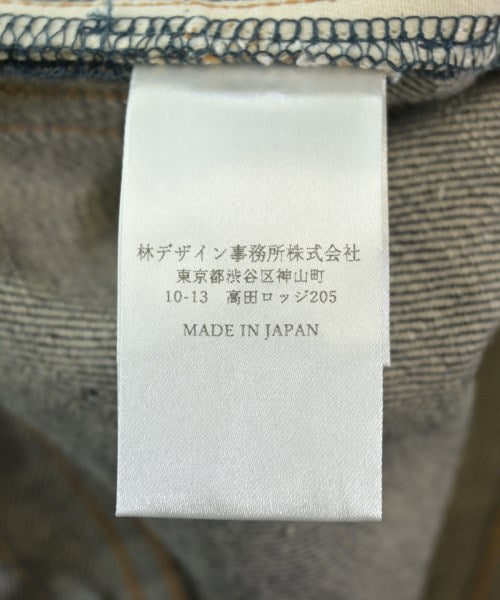 林デザイン事務所株式会社
東京都渋谷区神山町
10-13　高田ロッジ205
MADE IN JAPAN